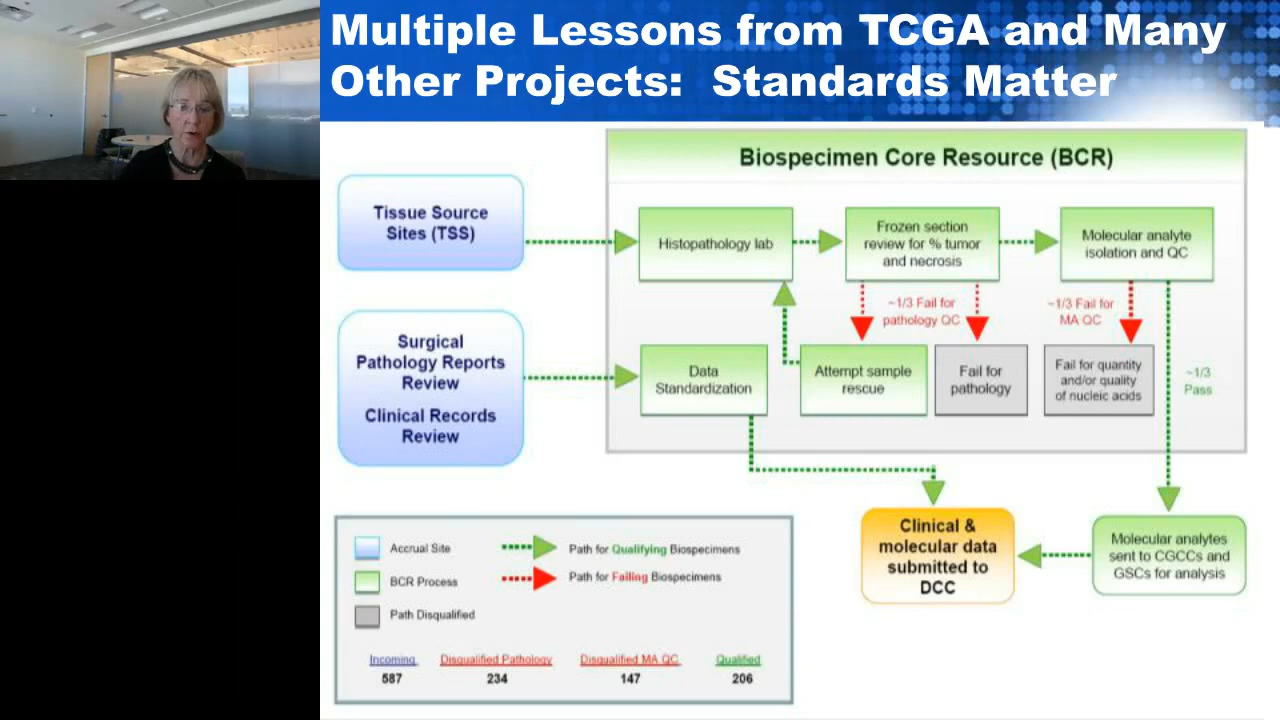 Multiple Lessons from TCGA and Many
Other Projects: Standards Matter
Biospecimen Core Resource (BCR)
Tissue Source
Sites (TSS)
Histopathology lab
Frozen section
review for % tumor
and necrosis
Molecular analyte
isolation and QC
~1/3 Fail for
pathology QC
~1/3 Fail for
MA QC
Surgical
Pathology Reports
Review
Clinical Records
Review
Data
Standardization
Attempt sample
rescue
Fail for
pathology
Fail for quantity
and/or quality
of nucleic acids
~1/3
Pass
Clinical &
molecular data
submitted to
DCC
Molecular analytes
sent to CGCCs and
GSCs for analysis
Accrual Site
Path for Qualifying Biospecimens
BCR Process
Path for Failing Biospecimens
Path Disqualified
Incoming Disqualified Pathology Disqualified MA QC Qualified
587 234 147 206